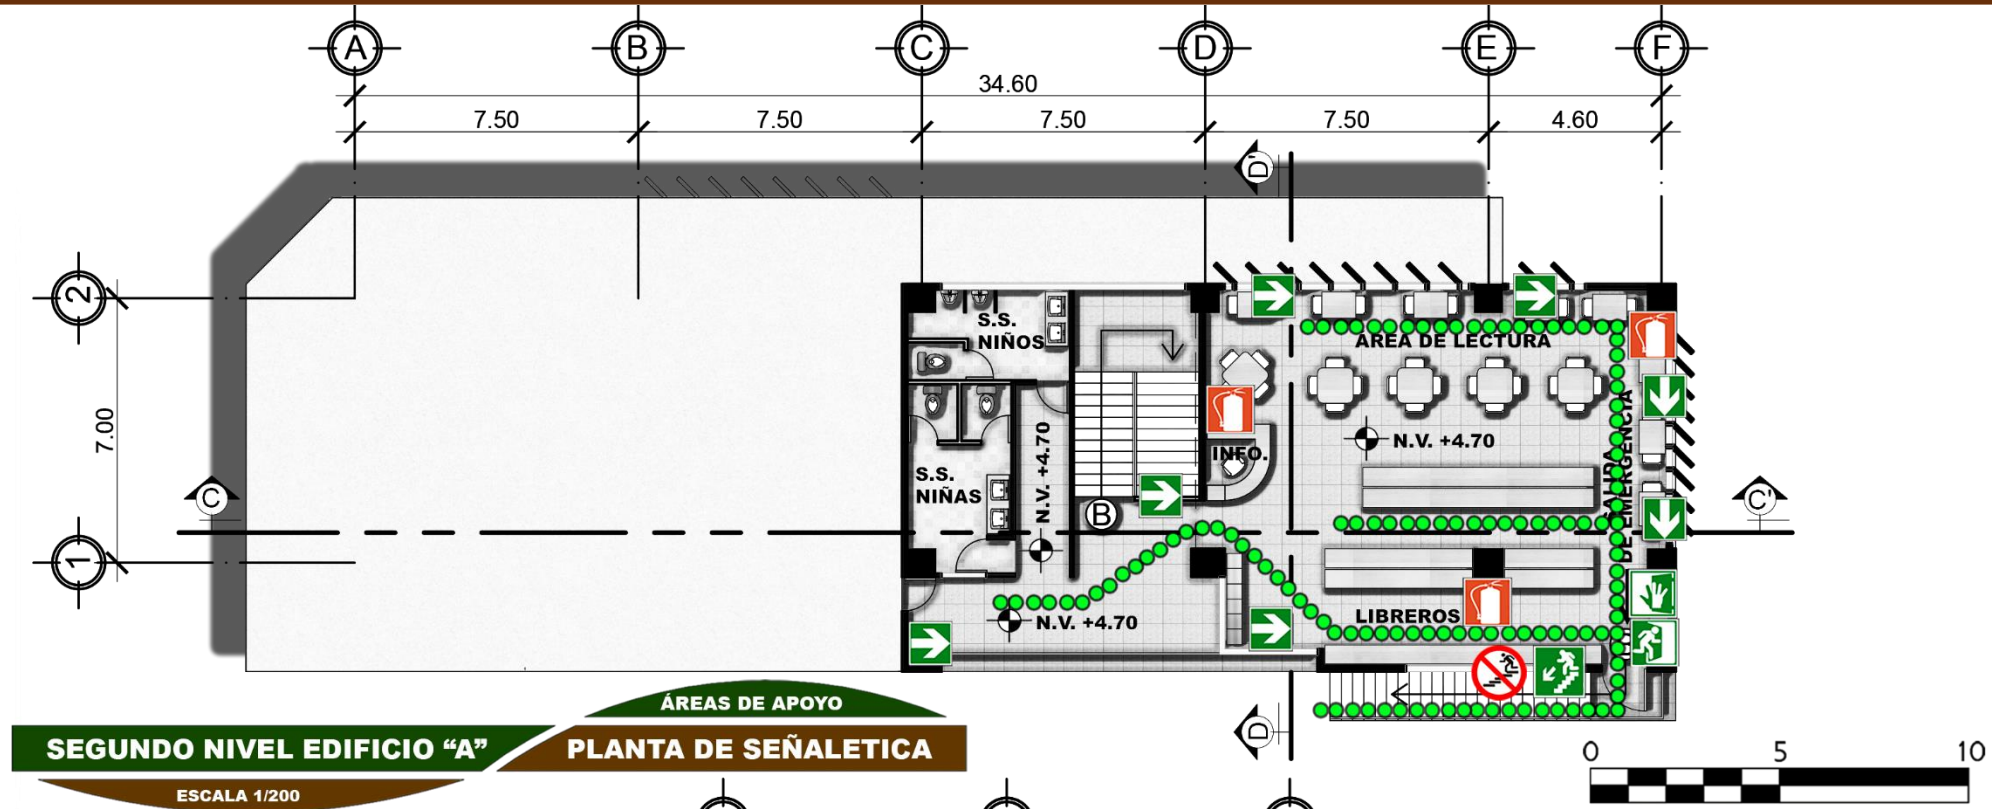 A B C D E F
34.60
7.50 7.50 7.50 7.50 4.60
D'
2
S.S.
NIÑOS
ÁREA DE LECTURA
7.00
N.V. +4.70
N.V. +4.70
INFO.
SALIDA
DE EMERGENCIA
S.S.
NIÑAS
C
C'
B
1
LIBREROS
N.V. +4.70
D
ÁREAS DE APOYO
SEGUNDO NIVEL EDIFICIO “A”
PLANTA DE SEÑALETICA
ESCALA 1/200
0 5 10